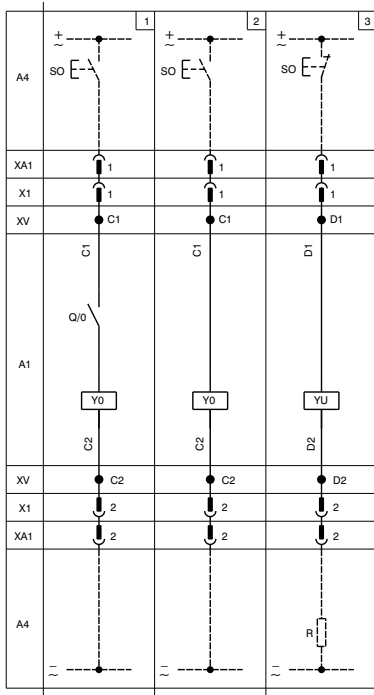 1 2 3
+ + +
~ ~ ~
A4 SO SO SO
XA1 1 1 1
X1 1 1 1
XV C1 C1 D1
C1 C1 D1
Q/0
A1
Y0 Y0 YU
C2 C2 D2
XV C2 C2 D2
X1 2 2 2
XA1 2 2 2
A4
R
– – –
~ ~ ~